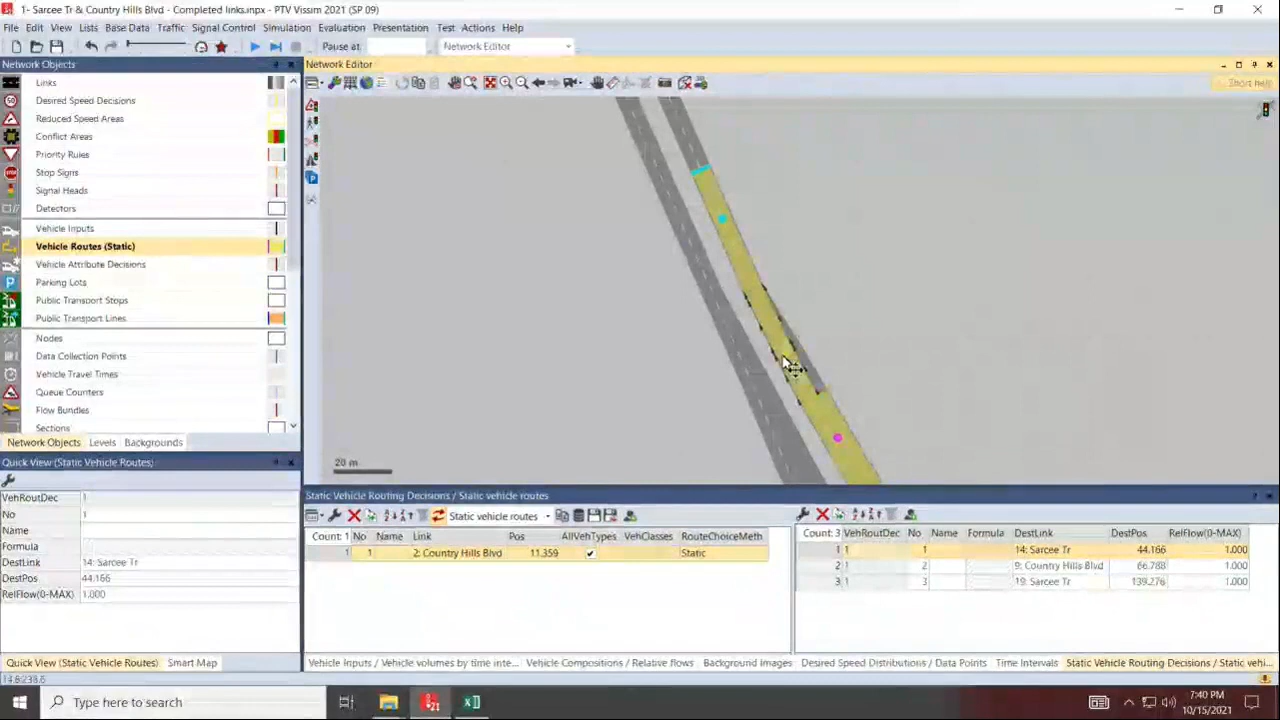 1- Sarcee Tr & Country Hills Blvd - Completed links.inpx - PTV Vissim 2021 (SP 09)
File Edit View Lists Base Data Traffic Signal Control Simulation Evaluation Presentation Test Actions Help
Pause at: Network Editor
Network Objects
Links
Desired Speed Decisions
Reduced Speed Areas
Conflict Areas
Priority Rules
Stop Signs
Signal Heads
Detectors
Vehicle Inputs
Vehicle Routes (Static)
Vehicle Attribute Decisions
Parking Lots
Public Transport Stops
Public Transport Lines
Nodes
Data Collection Points
Vehicle Travel Times
Queue Counters
Flow Bundles
Sections
Network Objects Levels Backgrounds
Network Editor
Short help
20 m
Quick View (Static Vehicle Routes)
VehRoutDec 1
No 1
Name
Formula
DestLink 14: Sarcee Tr
DestPos 44.166
RelFlow(0-MAX) 1.000
Quick View (Static Vehicle Routes) Smart Map
Static Vehicle Routing Decisions / Static vehicle routes
Static vehicle routes
Count: 1 No Name Link Pos AllVehTypes VehClasses RouteChoiceMeth
1 1 2: Country Hills Blvd 11.359 Static
Count: 3 VehRoutDec No Name Formula DestLink DestPos RelFlow(0-MAX)
1 1 1 14: Sarcee Tr 44.166 1.000
2 1 2 9: Country Hills Blvd 66.788 1.000
3 1 3 19: Sarcee Tr 139.276 1.000
Vehicle Inputs / Vehicle volumes by time inte... Vehicle Compositions / Relative flows Background Images Desired Speed Distributions / Data Points Time Intervals Static Vehicle Routing Decisions / Static vehi...
14.6:238.6
Type here to search
7:40 PM
10/15/2021